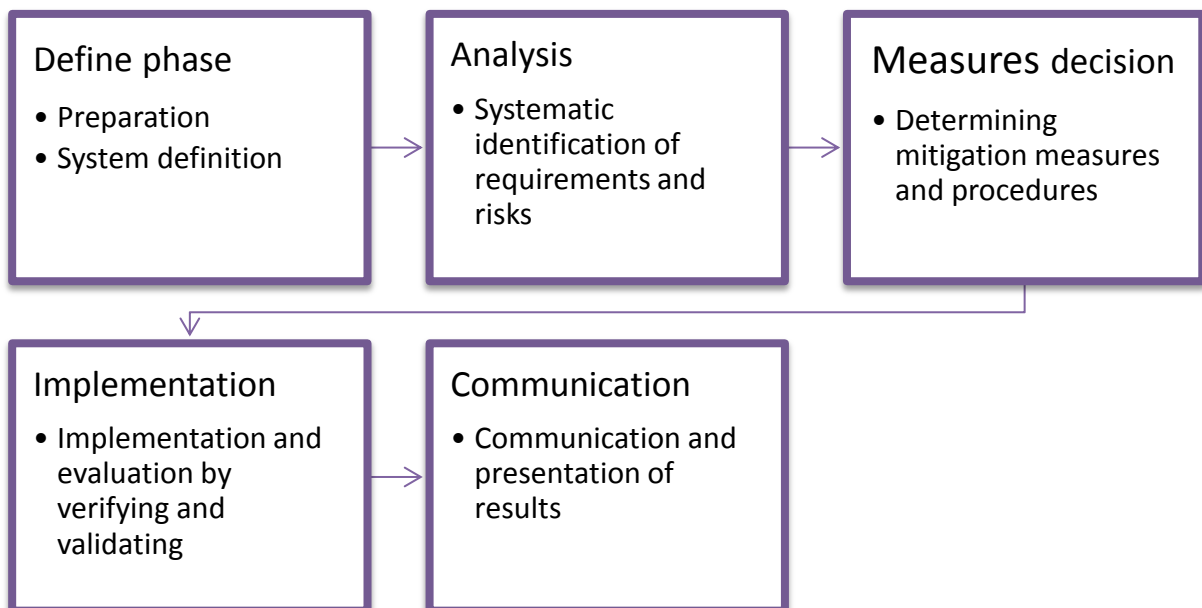 Define phase
• Preparation
• System definition
Analysis
• Systematic
identification of
requirements and
risks
Measures decision
• Determining
mitigation measures
and procedures
Implementation
• Implementation and
evaluation by
verifying and
validating
Communication
• Communication and
presentation of
results